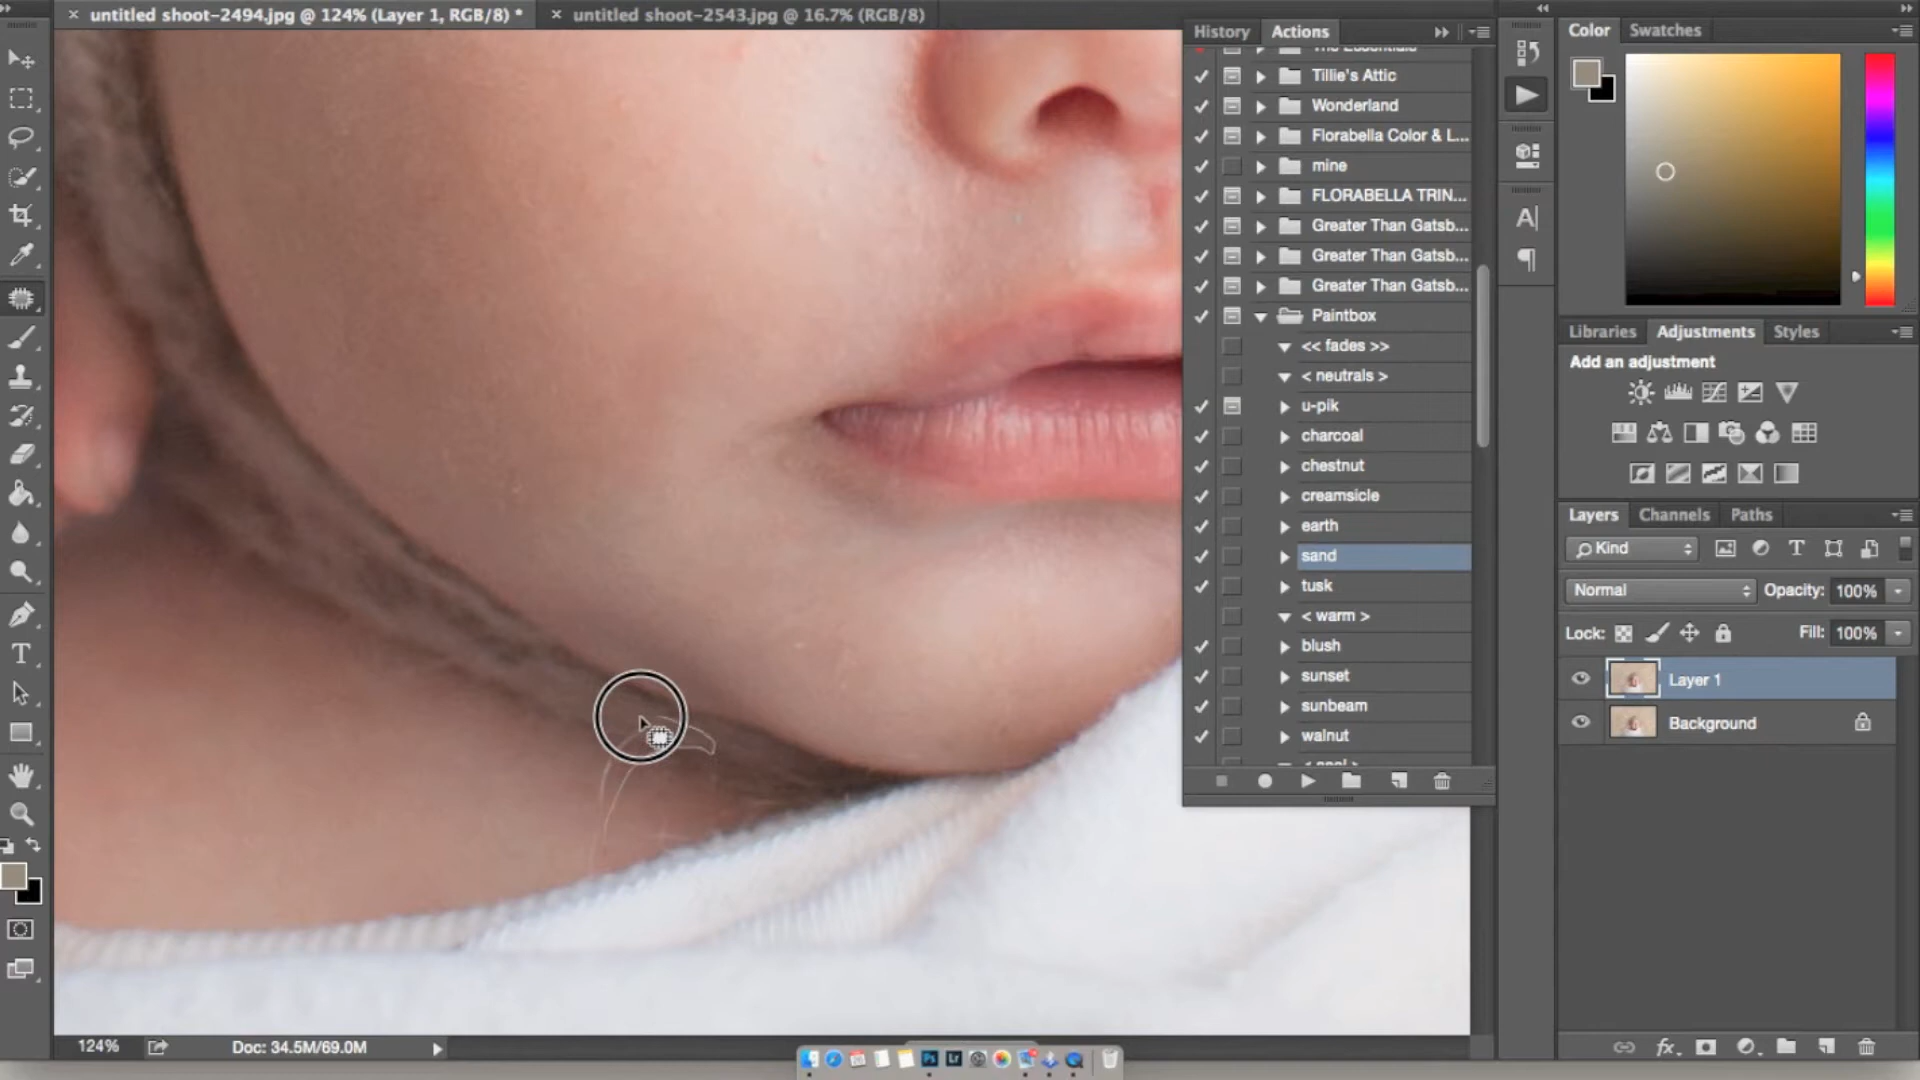 untitled shoot-2494.jpg @ 124% (Layer 1, RGB/8) *
untitled shoot-2543.jpg @ 16.7% (RGB/8)
History
Actions
The Essentials
Tillie's Attic
Wonderland
Florabella Color & L...
mine
FLORABELLA TRIN...
Greater Than Gatsb...
Greater Than Gatsb...
Greater Than Gatsb...
Paintbox
<< fades >>
< neutrals >
u-pik
charcoal
chestnut
creamsicle
earth
sand
tusk
< warm >
blush
sunset
sunbeam
walnut
Color
Swatches
Libraries
Adjustments
Styles
Add an adjustment
Layers
Channels
Paths
Kind
Normal
Opacity: 100%
Lock:
Fill: 100%
Layer 1
Background
124%
Doc: 34.5M/69.0M